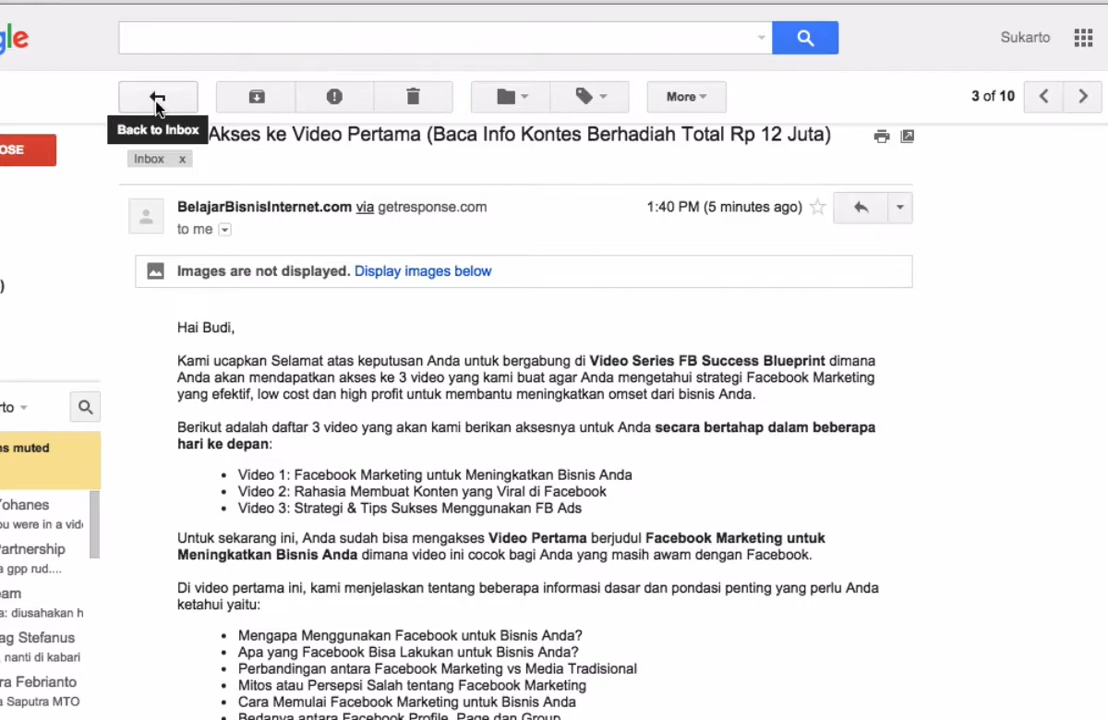 gle
Sukarto
More
3 of 10
Back to Inbox
Akses ke Video Pertama (Baca Info Kontes Berhadiah Total Rp 12 Juta)
OSE
Inbox x
BelajarBisnisInternet.com via getresponse.com
1:40 PM (5 minutes ago)
to me
)
Images are not displayed. Display images below
Hai Budi,
Kami ucapkan Selamat atas keputusan Anda untuk bergabung di Video Series FB Success Blueprint dimana
Anda akan mendapatkan akses ke 3 video yang kami buat agar Anda mengetahui strategi Facebook Marketing
yang efektif, low cost dan high profit untuk membantu meningkatkan omset dari bisnis Anda.
Berikut adalah daftar 3 video yang akan kami berikan aksesnya untuk Anda secara bertahap dalam beberapa
hari ke depan:
• Video 1: Facebook Marketing untuk Meningkatkan Bisnis Anda
• Video 2: Rahasia Membuat Konten yang Viral di Facebook
• Video 3: Strategi & Tips Sukses Menggunakan FB Ads
Untuk sekarang ini, Anda sudah bisa mengakses Video Pertama berjudul Facebook Marketing untuk
Meningkatkan Bisnis Anda dimana video ini cocok bagi Anda yang masih awam dengan Facebook.
Di video pertama ini, kami menjelaskan tentang beberapa informasi dasar dan pondasi penting yang perlu Anda
ketahui yaitu:
• Mengapa Menggunakan Facebook untuk Bisnis Anda?
• Apa yang Facebook Bisa Lakukan untuk Bisnis Anda?
• Perbandingan antara Facebook Marketing vs Media Tradisional
• Mitos atau Persepsi Salah tentang Facebook Marketing
• Cara Memulai Facebook Marketing untuk Bisnis Anda
• Bedanya antara Facebook Profile, Page dan Group
rto
ns muted
Yohanes
ou were in a vide
Partnership
a gpp rud....
eam
a: diusahakan h
ag Stefanus
, nanti di kabari
ra Febrianto
a Saputra MTO